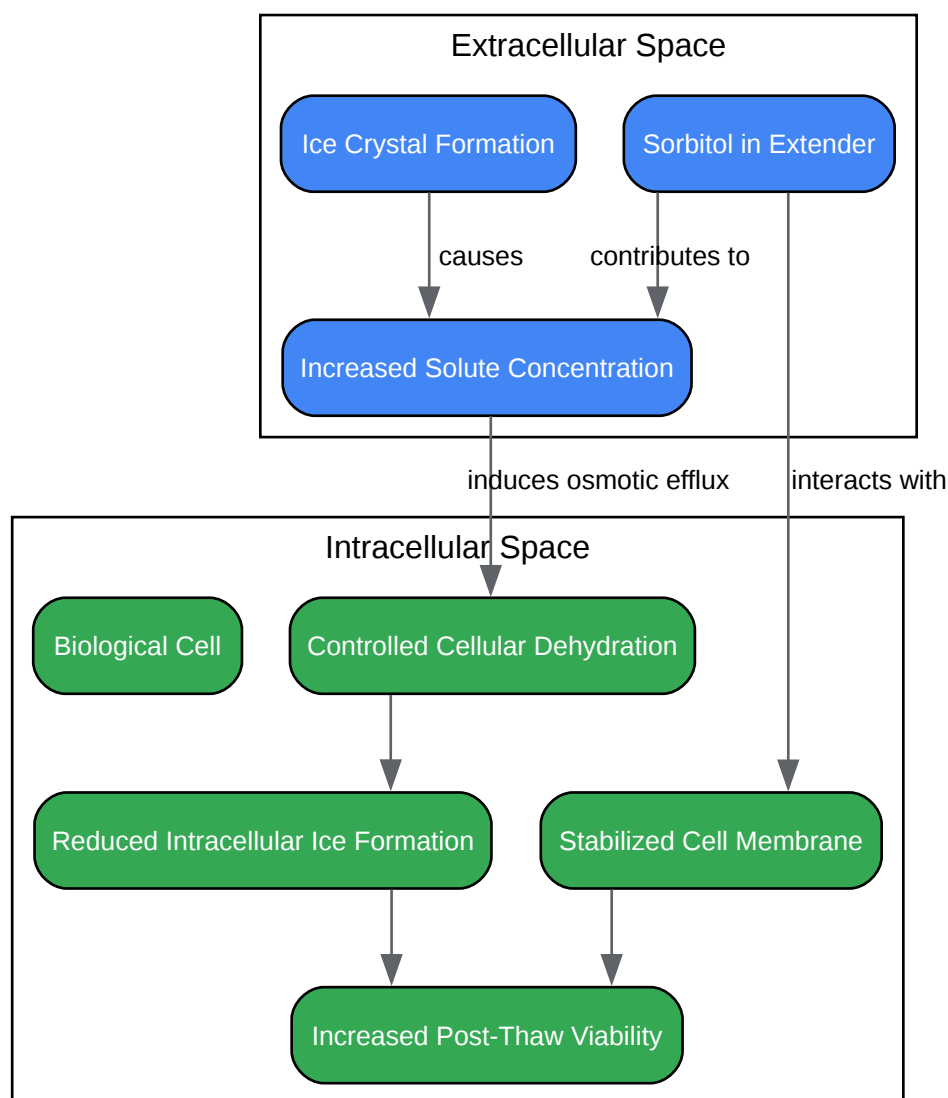 Extracellular Space
Ice Crystal Formation
Sorbitol in Extender
causes
contributes to
Increased Solute Concentration
induces osmotic efflux
interacts with
Intracellular Space
Biological Cell
Controlled Cellular Dehydration
Reduced Intracellular Ice Formation
Stabilized Cell Membrane
Increased Post-Thaw Viability